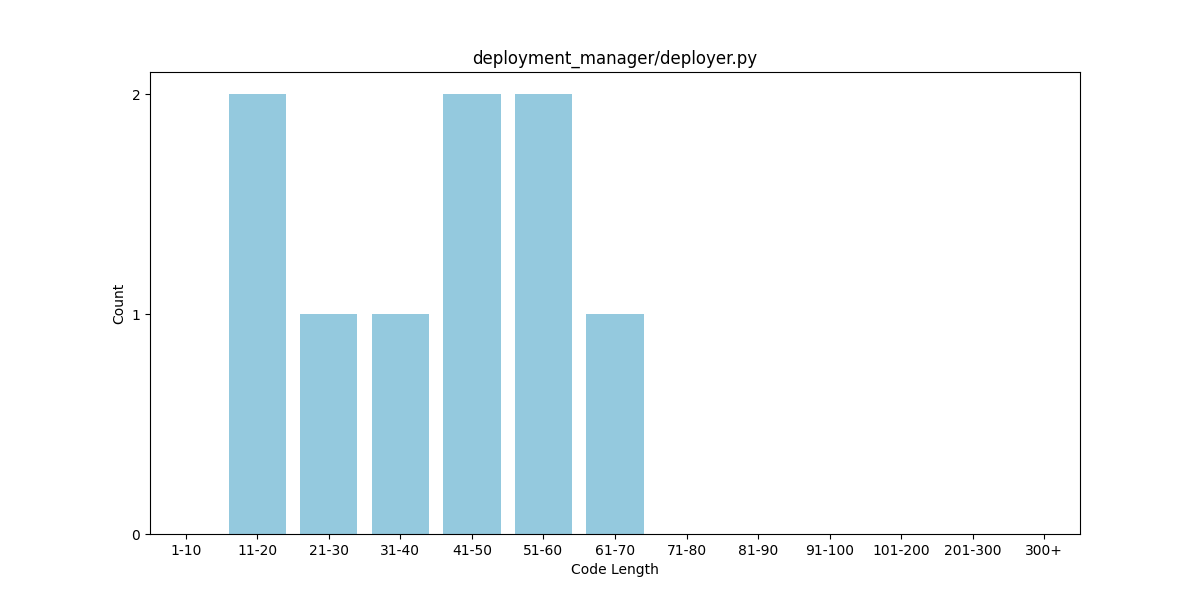 deployment_manager/deployer.py
2
1
0
Count
1-10 11-20 21-30 31-40 41-50 51-60 61-70 71-80 81-90 91-100 101-200 201-300 300+
Code Length